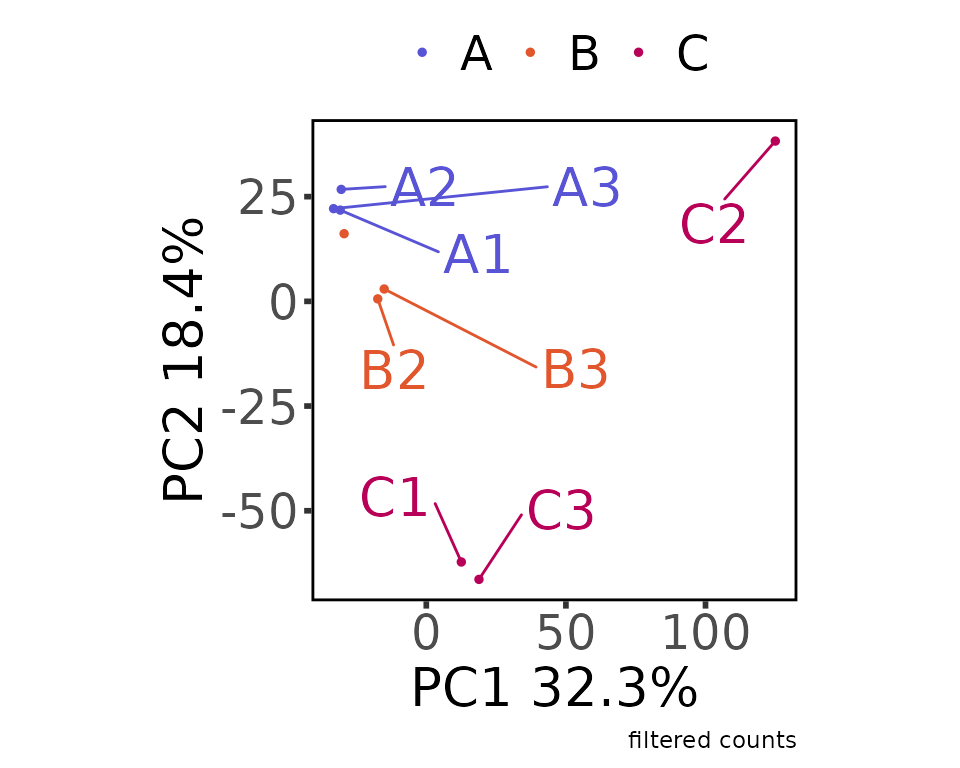 A B C
A2 A3
C2
A1
B2 B3
C1 C3
25
0
-25
-50
PC2 18.4%
0 50 100
PC1 32.3%
filtered counts